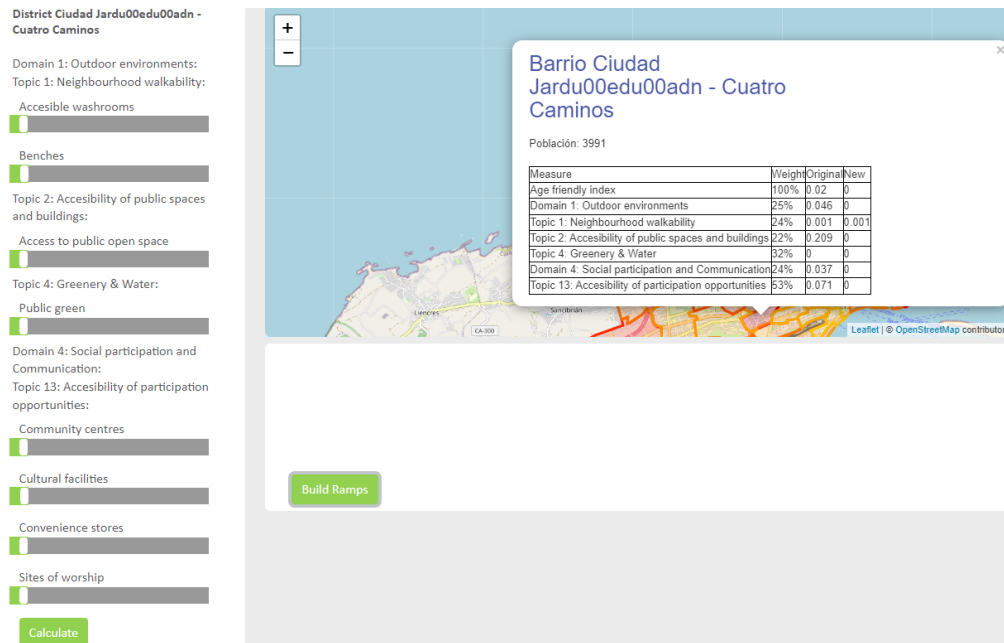 District Ciudad Jardu00edu00adn -
Cuatro Caminos
Domain 1: Outdoor environments:
Topic 1: Neighbourhood walkability:
Accesible washrooms
Benches
Topic 2: Accesibility of public spaces
and buildings:
Access to public open space
Topic 4: Greenery & Water:
Public green
Domain 4: Social participation and
Communication:
Topic 13: Accesibility of participation
opportunities:
Community centres
Cultural facilities
Convenience stores
Sites of worship
Calculate
+
−
×
Barrio Ciudad
Jardu00edu00adn - Cuatro
Caminos
Población: 3991
Measure Weight Original New
Age friendly index 100% 0.02 0
Domain 1: Outdoor environments 25% 0.046 0
Topic 1: Neighbourhood walkability 24% 0.001 0.001
Topic 2: Accesibility of public spaces and buildings 22% 0.209 0
Topic 4: Greenery & Water 32% 0 0
Domain 4: Social participation and Communication 24% 0.037 0
Topic 13: Accesibility of participation opportunities 53% 0.071 0
Liencres
Sancibrián
CA-300
Leaflet | © OpenStreetMap contributor
Build Ramps